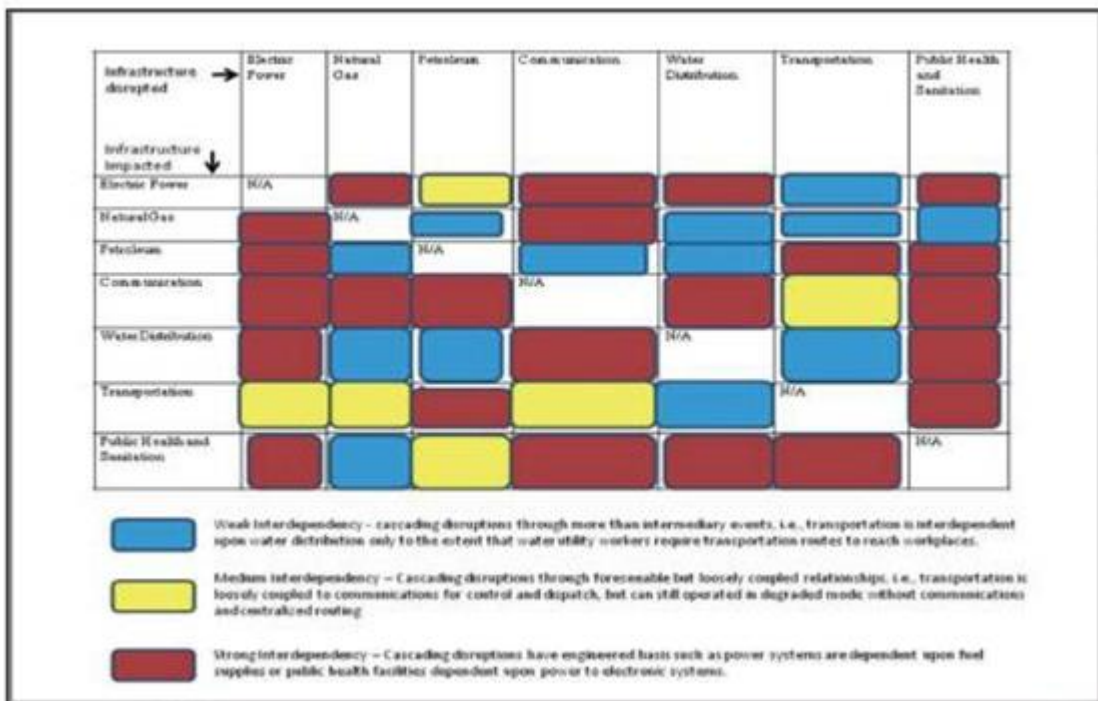 Infrastructure disrupted → Electric Power Natural Gas Petroleum Communication Water Distribution Transportation Public Health and Sanitation
Infrastructure Impacted ↓
Electric Power N/A
Natural Gas N/A
Petroleum N/A
Communication N/A
Water Distribution N/A
Transportation N/A
Public Health and Sanitation N/A
Weak Interdependency – cascading disruptions through more than intermediary events, i.e., transportation is interdependent
upon water distribution only to the extent that water utility workers require transportation routes to reach workplaces.
Medium Interdependency – Cascading disruptions through foreseeable but loosely coupled relationships, i.e., transportation is
loosely coupled to communications for control and dispatch, but can still operated in degraded mode without communications
and centralized routing
Strong Interdependency – Cascading disruptions have engineered basis such as power systems are dependent upon fuel
supplies or public health facilities dependent upon power to electronic systems.